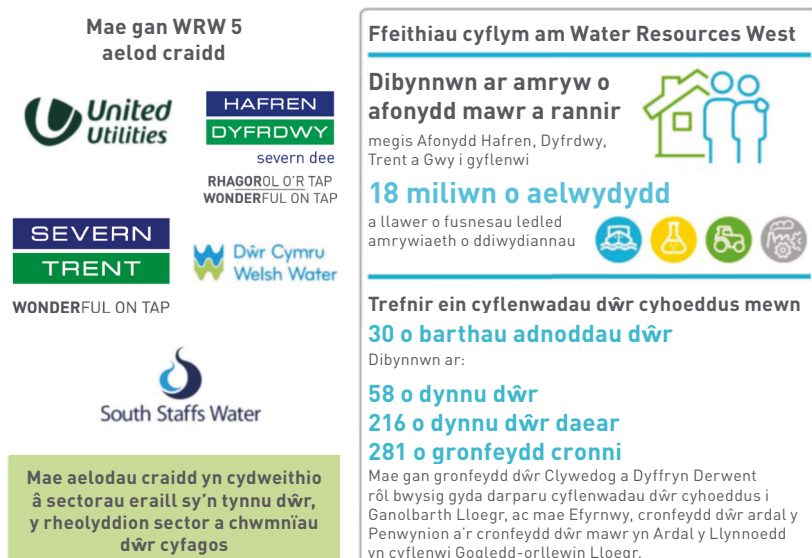 Mae gan WRW 5
aelod craidd
United
Utilities
HAFREN
DYFRDWY
severn dee
RHAGOROL O'R TAP
WONDERFUL ON TAP
SEVERN
TRENT
WONDERFUL ON TAP
Dŵr Cymru
Welsh Water
South Staffs Water
Mae aelodau craidd yn cydweithio
â sectorau eraill sy'n tynnu dŵr,
y rheolyddion sector a chwmnïau
dŵr cyfagos
Ffeithiau cyflym am Water Resources West
Dibynnwn ar amryw o
afonydd mawr a rannir
megis Afonydd Hafren, Dyfrdwy,
Trent a Gwy i gyflenwi
18 miliwn o aelwydydd
a llawer o fusnesau ledled
amrywiaeth o ddiwydiannau
Trefnir ein cyflenwadau dŵr cyhoeddus mewn
30 o barthau adnoddau dŵr
Dibynnwn ar:
58 o dynnu dŵr
216 o dynnu dŵr daear
281 o gronfeydd cronni
Mae gan gronfeydd dŵr Clywedog a Dyffryn Derwent
rôl bwysig gyda darparu cyflenwadau dŵr cyhoeddus i
Ganolbarth Lloegr, ac mae Efyrnwy, cronfeydd dŵr ardal y
Penwynion a'r cronfeydd dŵr mawr yn Ardal y Llynnoedd
yn cyflenwi Gogledd-orllewin Lloegr.